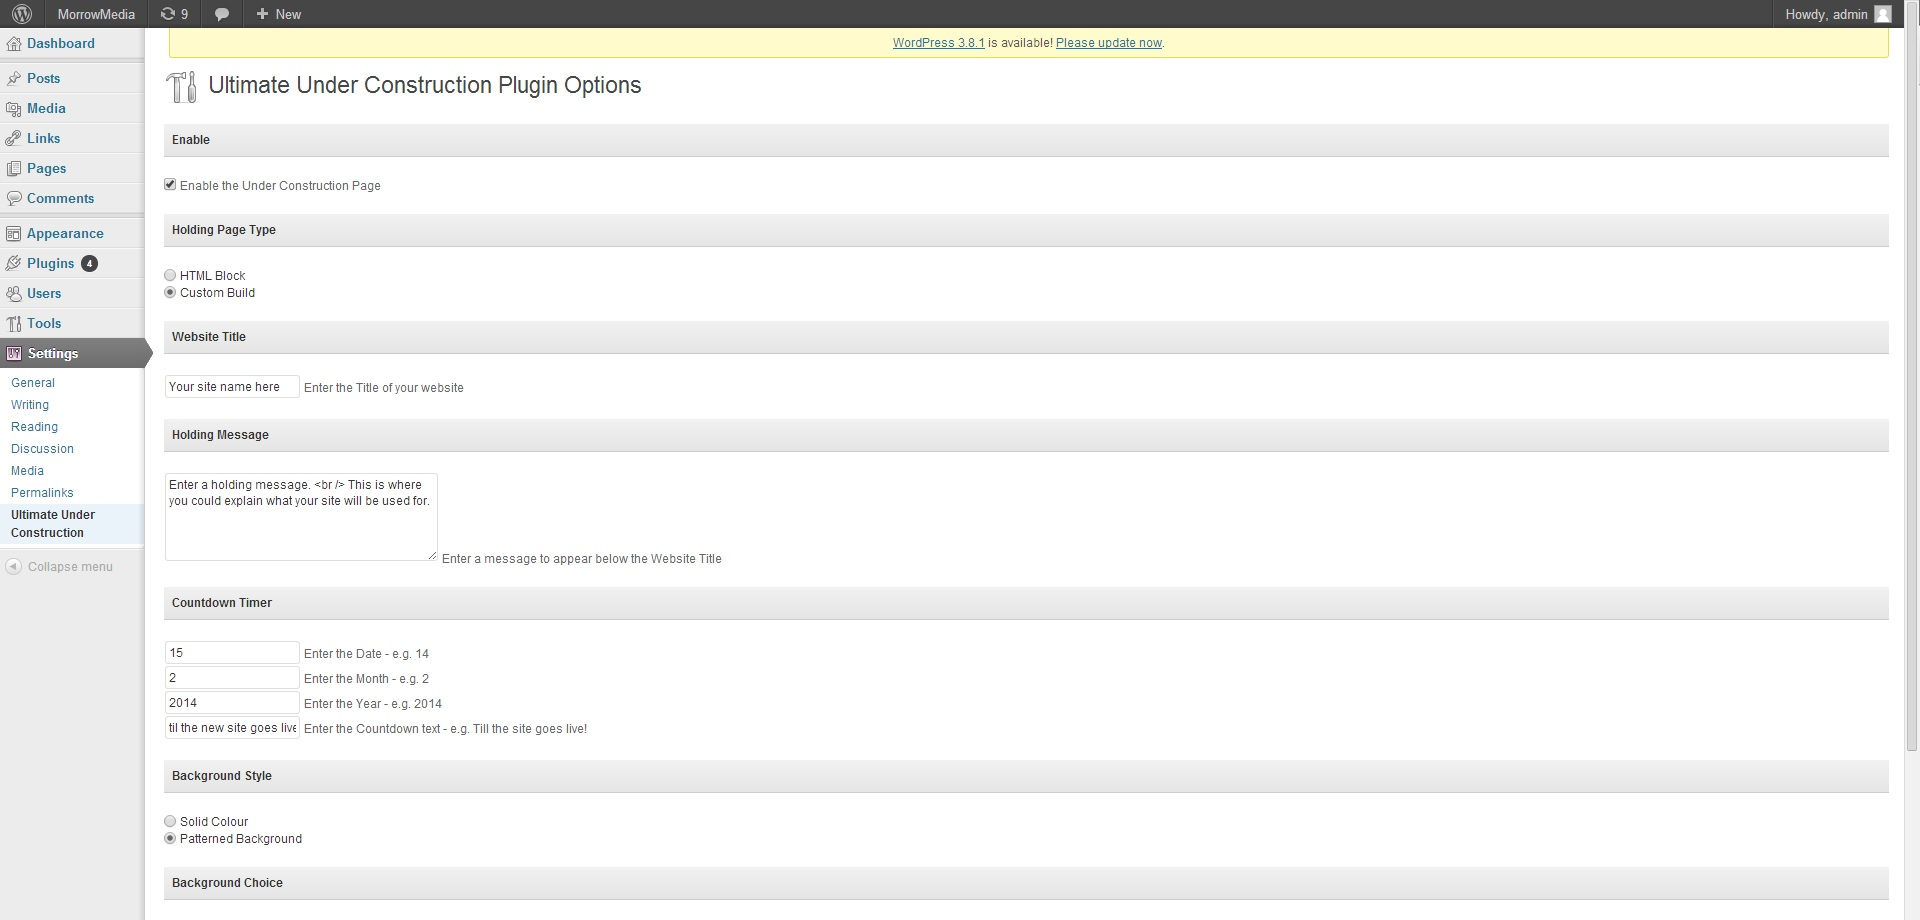 MorrowMedia 9 New Howdy, admin
Dashboard
Posts
Media
Links
Pages
Comments
Appearance
Plugins 4
Users
Tools
Settings
General
Writing
Reading
Discussion
Media
Permalinks
Ultimate Under
Construction
Collapse menu
WordPress 3.8.1 is available! Please update now.
Ultimate Under Construction Plugin Options
Enable
Enable the Under Construction Page
Holding Page Type
HTML Block
Custom Build
Website Title
Your site name here Enter the Title of your website
Holding Message
Enter a holding message. <br /> This is where
you could explain what your site will be used for.
Enter a message to appear below the Website Title
Countdown Timer
15 Enter the Date - e.g. 14
2 Enter the Month - e.g. 2
2014 Enter the Year - e.g. 2014
til the new site goes live Enter the Countdown text - e.g. Till the site goes live!
Background Style
Solid Colour
Patterned Background
Background Choice